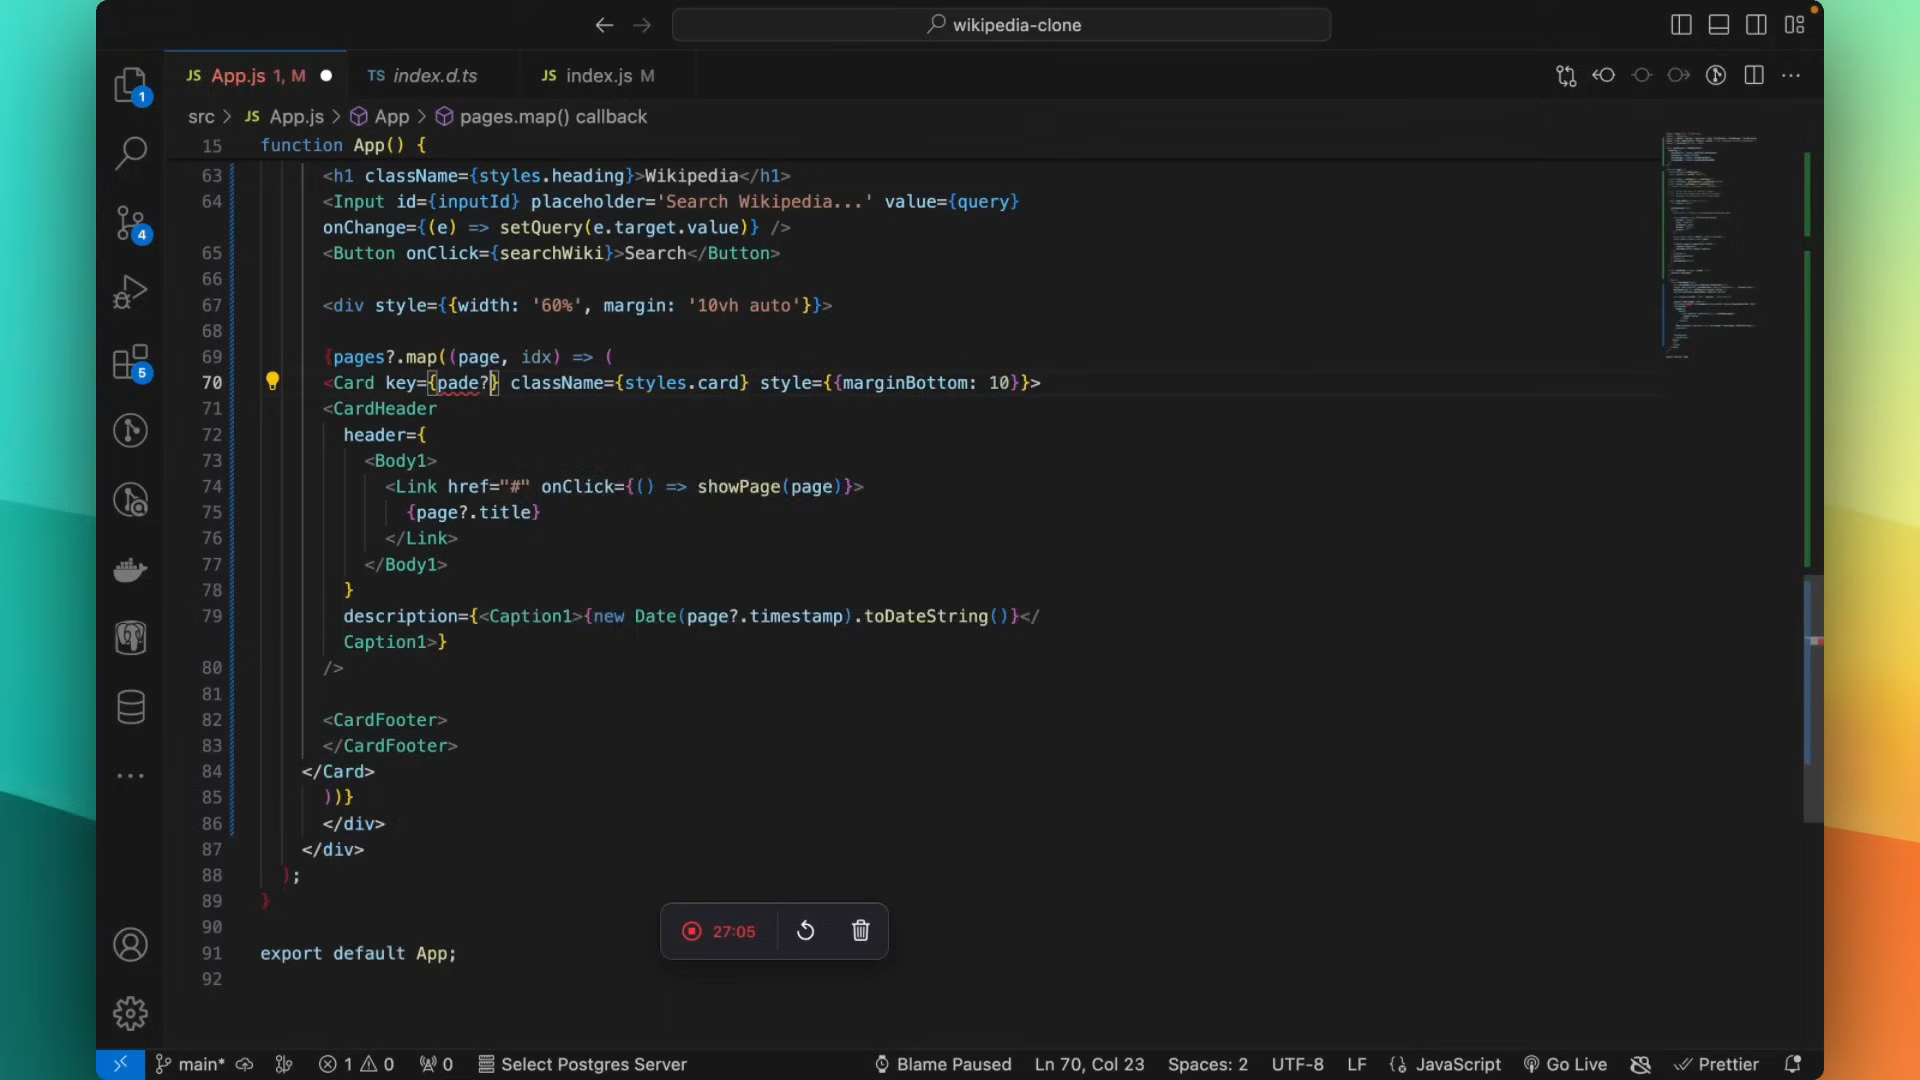 wikipedia-clone
JS App.js 1, M
TS index.d.ts
JS index.js M
src > JS App.js > App > pages.map() callback
15 function App() {
63 <h1 className={styles.heading}>Wikipedia</h1>
64 <Input id={inputId} placeholder='Search Wikipedia...' value={query}
onChange={(e) => setQuery(e.target.value)} />
65 <Button onClick={searchWiki}>Search</Button>
66
67 <div style={{width: '60%', margin: '10vh auto'}}>
68
69 {pages?.map((page, idx) => (
70 <Card key={pade?} className={styles.card} style={{marginBottom: 10}}>
71 <CardHeader
72 header={
73 <Body1>
74 <Link href="#" onClick={() => showPage(page)}>
75 {page?.title}
76 </Link>
77 </Body1>
78 }
79 description={<Caption1>{new Date(page?.timestamp).toDateString()}</
Caption1>}
80 />
81
82 <CardFooter>
83 </CardFooter>
84 </Card>
85 ))}
86 </div>
87 </div>
88 );
89 }
90
91 export default App;
92
1
4
5
27:05
main* 1 0 0 Select Postgres Server Blame Paused Ln 70, Col 23 Spaces: 2 UTF-8 LF {} JavaScript Go Live Prettier